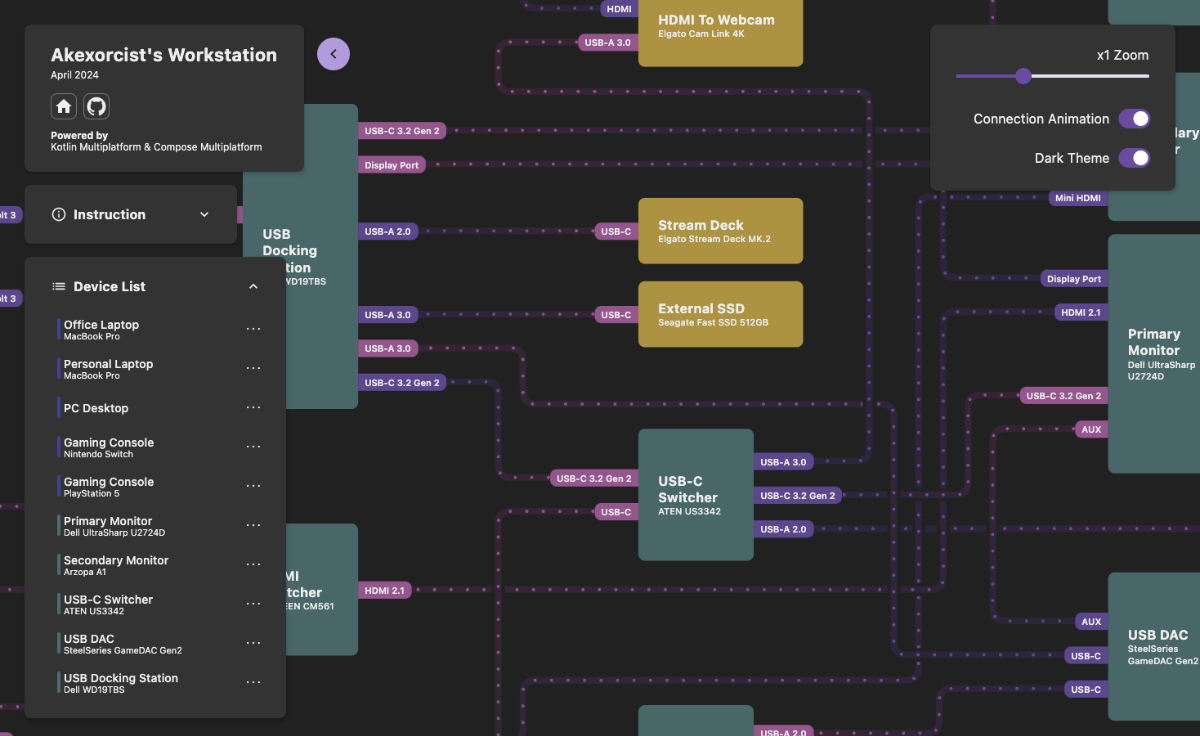 Akexorcist's Workstation
April 2024
Powered by
Kotlin Multiplatform & Compose Multiplatform
Instruction
Device List
Office Laptop
MacBook Pro
Personal Laptop
MacBook Pro
PC Desktop
Gaming Console
Nintendo Switch
Gaming Console
PlayStation 5
Primary Monitor
Dell UltraSharp U2724D
Secondary Monitor
Arzopa A1
USB-C Switcher
ATEN US3342
USB DAC
SteelSeries GameDAC Gen2
USB Docking Station
Dell WD19TBS
x1 Zoom
Connection Animation
Dark Theme
HDMI
USB-A 3.0
HDMI To Webcam
Elgato Cam Link 4K
USB
Docking
tion
WD19TBS
USB-C 3.2 Gen 2
Display Port
USB-A 2.0
USB-A 3.0
USB-A 3.0
USB-C 3.2 Gen 2
USB-C
Stream Deck
Elgato Stream Deck MK.2
USB-C
External SSD
Seagate Fast SSD 512GB
USB-C 3.2 Gen 2
USB-C
USB-C
Switcher
ATEN US3342
USB-A 3.0
USB-C 3.2 Gen 2
USB-A 2.0
MI
tcher
EEN CM561
HDMI 2.1
Mini HDMI
Display Port
HDMI 2.1
USB-C 3.2 Gen 2
AUX
Primary
Monitor
Dell UltraSharp
U2724D
AUX
USB-C
USB-C
USB DAC
SteelSeries
GameDAC Gen2
USB-A 2.0